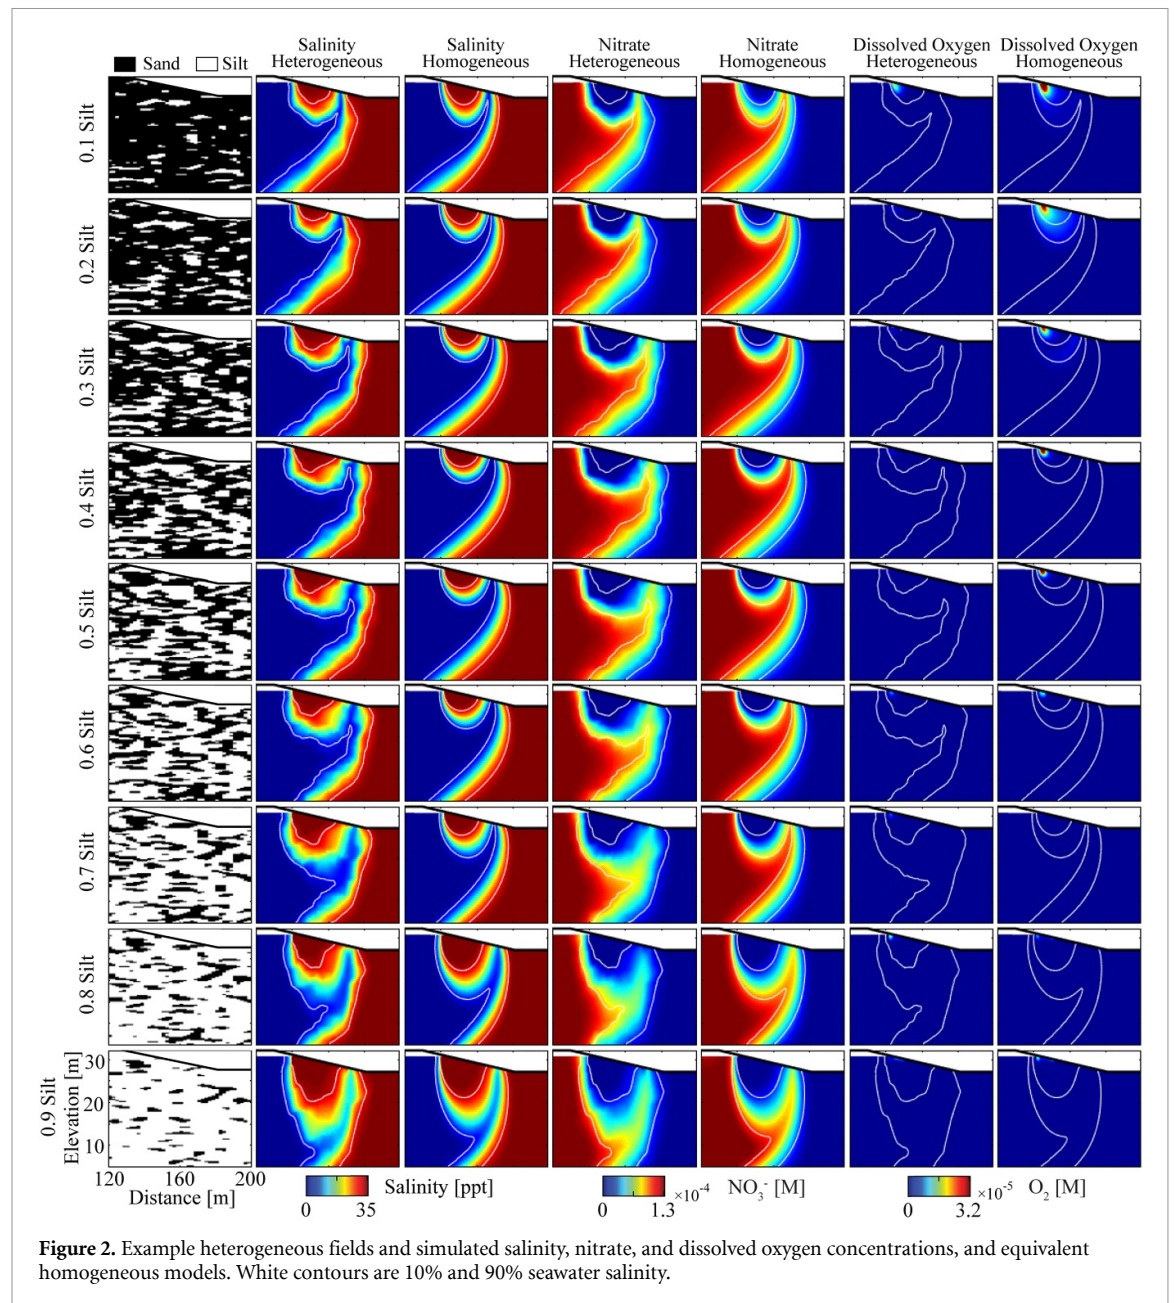 Sand Silt
Salinity Heterogeneous
Salinity Homogeneous
Nitrate Heterogeneous
Nitrate Homogeneous
Dissolved Oxygen Heterogeneous
Dissolved Oxygen Homogeneous
0.1 Silt
0.2 Silt
0.3 Silt
0.4 Silt
0.5 Silt
0.6 Silt
0.7 Silt
0.8 Silt
0.9 Silt
Elevation [m]
30
20
10
120 160 200
Distance [m]
Salinity [ppt]
0 35
NO₃⁻ [M]
0 1.3 ×10⁻⁴
O₂ [M]
0 3.2 ×10⁻⁵
Figure 2. Example heterogeneous fields and simulated salinity, nitrate, and dissolved oxygen concentrations, and equivalent
homogeneous models. White contours are 10% and 90% seawater salinity.